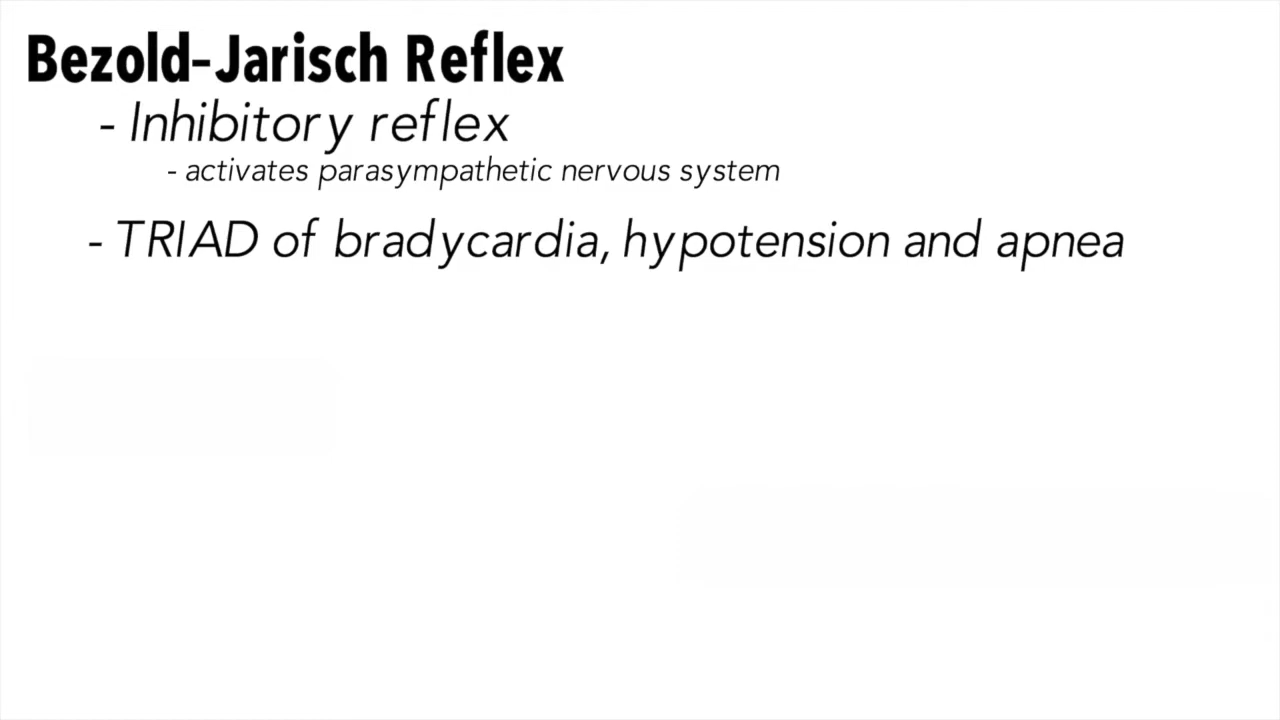 Bezold-Jarisch Reflex
- Inhibitory reflex
- activates parasympathetic nervous system
- TRIAD of bradycardia, hypotension and apnea